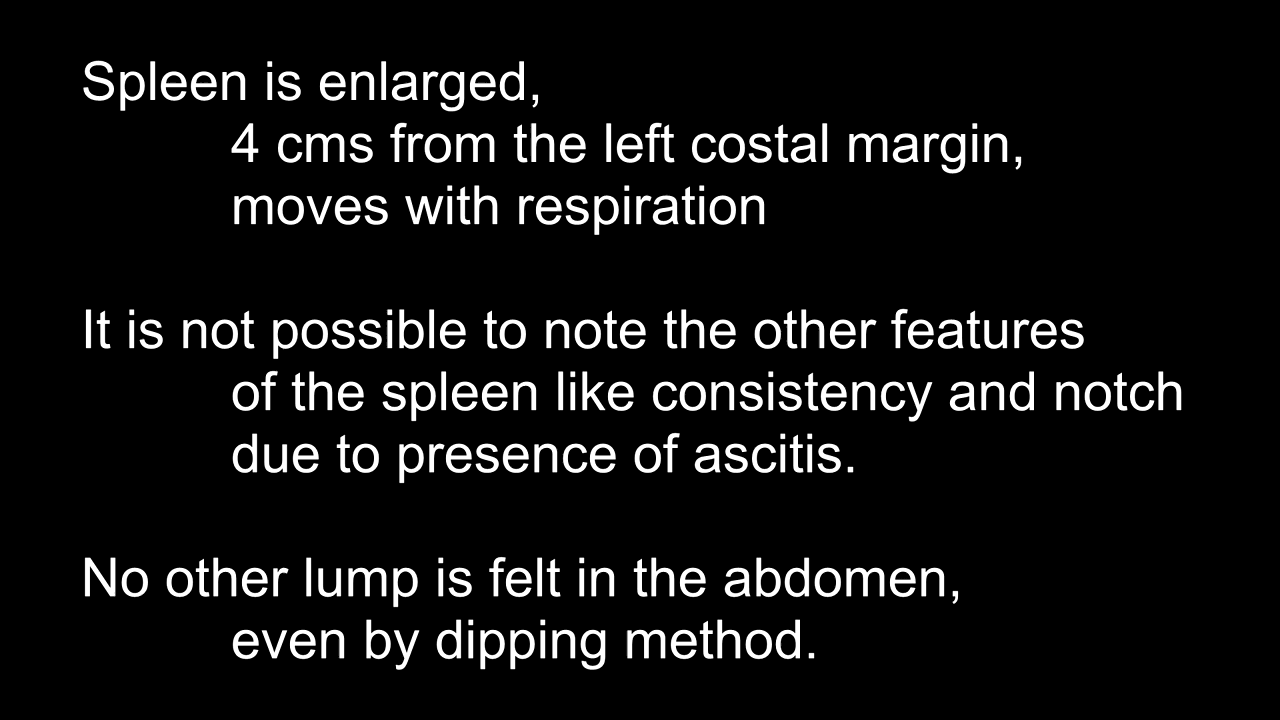 Spleen is enlarged,
4 cms from the left costal margin,
moves with respiration
It is not possible to note the other features
of the spleen like consistency and notch
due to presence of ascitis.
No other lump is felt in the abdomen,
even by dipping method.